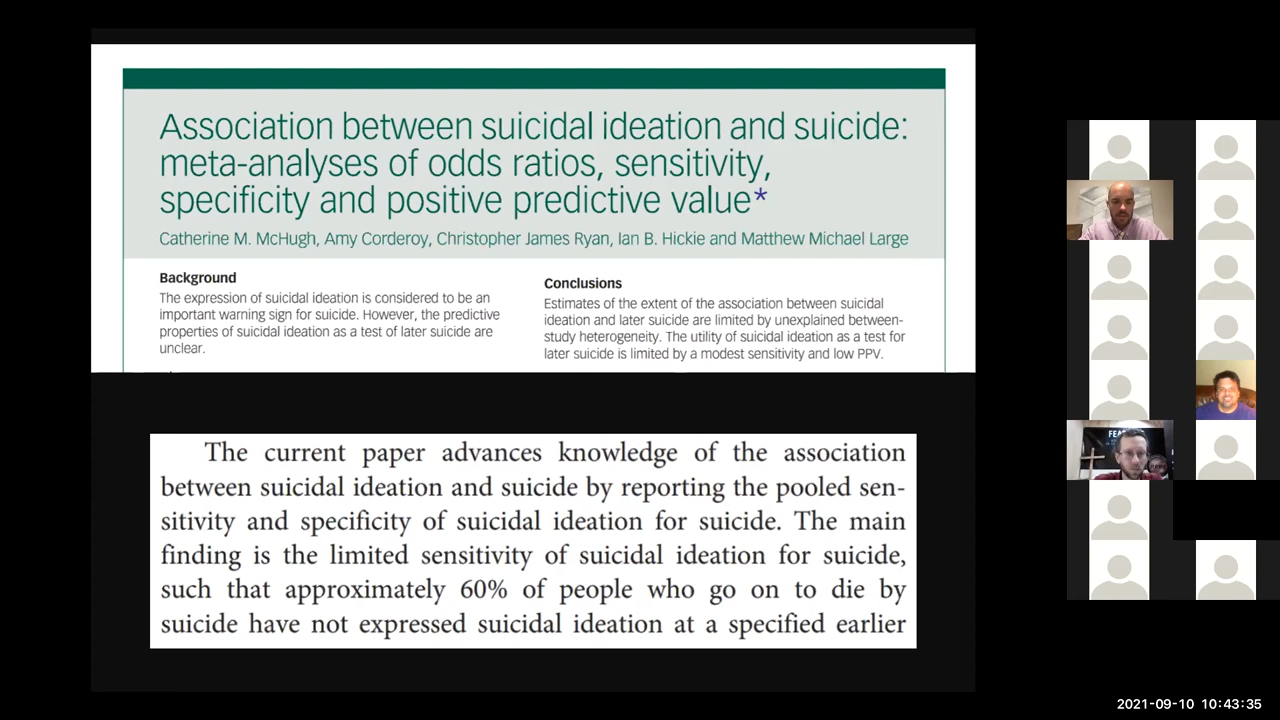 Association between suicidal ideation and suicide:
meta-analyses of odds ratios, sensitivity,
specificity and positive predictive value*
Catherine M. McHugh, Amy Corderoy, Christopher James Ryan, Ian B. Hickie and Matthew Michael Large
Background
The expression of suicidal ideation is considered to be an
important warning sign for suicide. However, the predictive
properties of suicidal ideation as a test of later suicide are
unclear.
Conclusions
Estimates of the extent of the association between suicidal
ideation and later suicide are limited by unexplained between-
study heterogeneity. The utility of suicidal ideation as a test for
later suicide is limited by a modest sensitivity and low PPV.
The current paper advances knowledge of the association
between suicidal ideation and suicide by reporting the pooled sen-
sitivity and specificity of suicidal ideation for suicide. The main
finding is the limited sensitivity of suicidal ideation for suicide,
such that approximately 60% of people who go on to die by
suicide have not expressed suicidal ideation at a specified earlier
2021-09-10 10:43:35